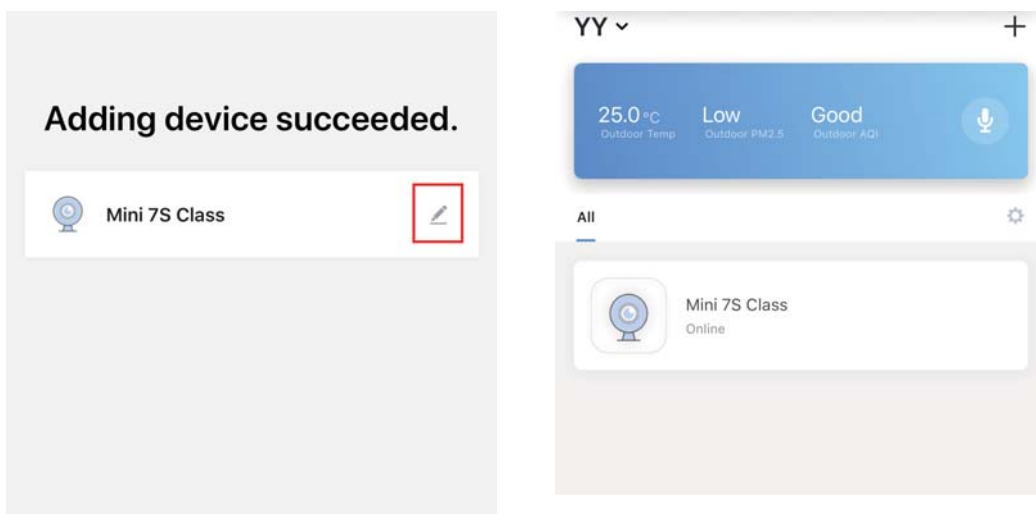 Adding device succeeded.
Mini 7S Class
YY
25.0 °C
Outdoor Temp
Low
Outdoor PM2.5
Good
Outdoor AQI
All
Mini 7S Class
Online